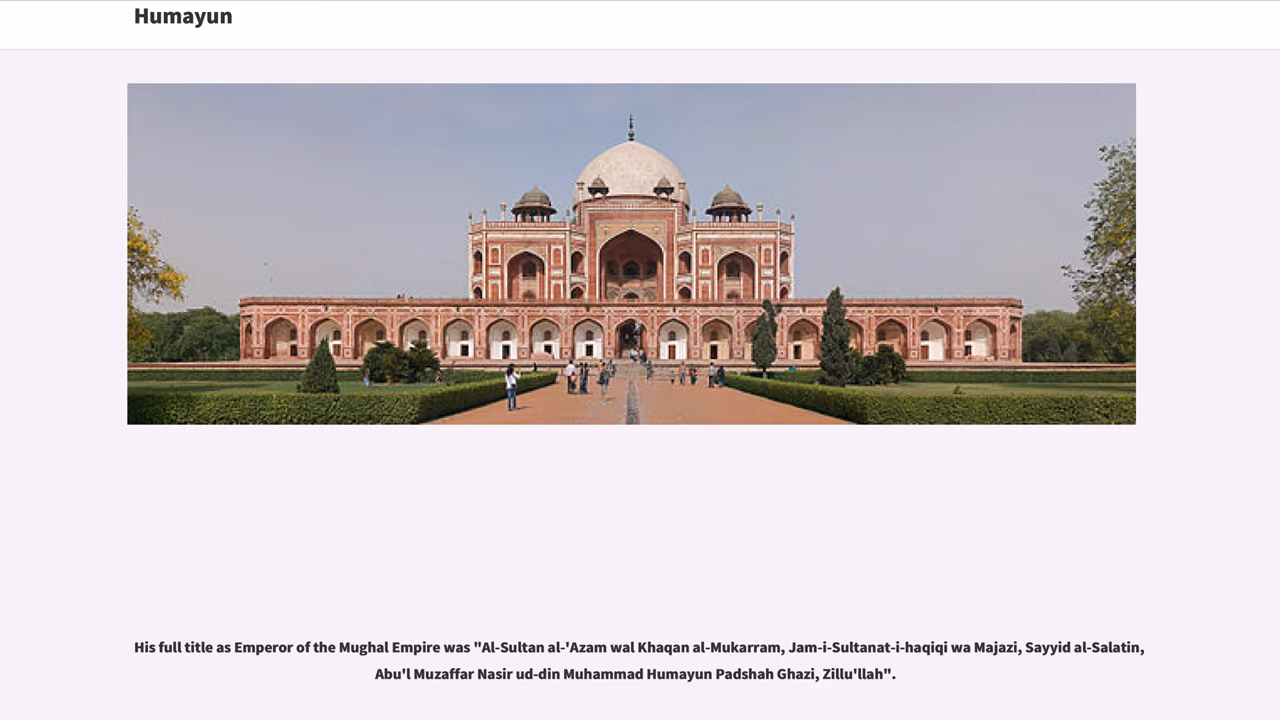 Humayun
His full title as Emperor of the Mughal Empire was "Al-Sultan al-'Azam wal Khaqan al-Mukarram, Jam-i-Sultanat-i-haqiqi wa Majazi, Sayyid al-Salatin,
Abu'l Muzaffar Nasir ud-din Muhammad Humayun Padshah Ghazi, Zillu'llah".